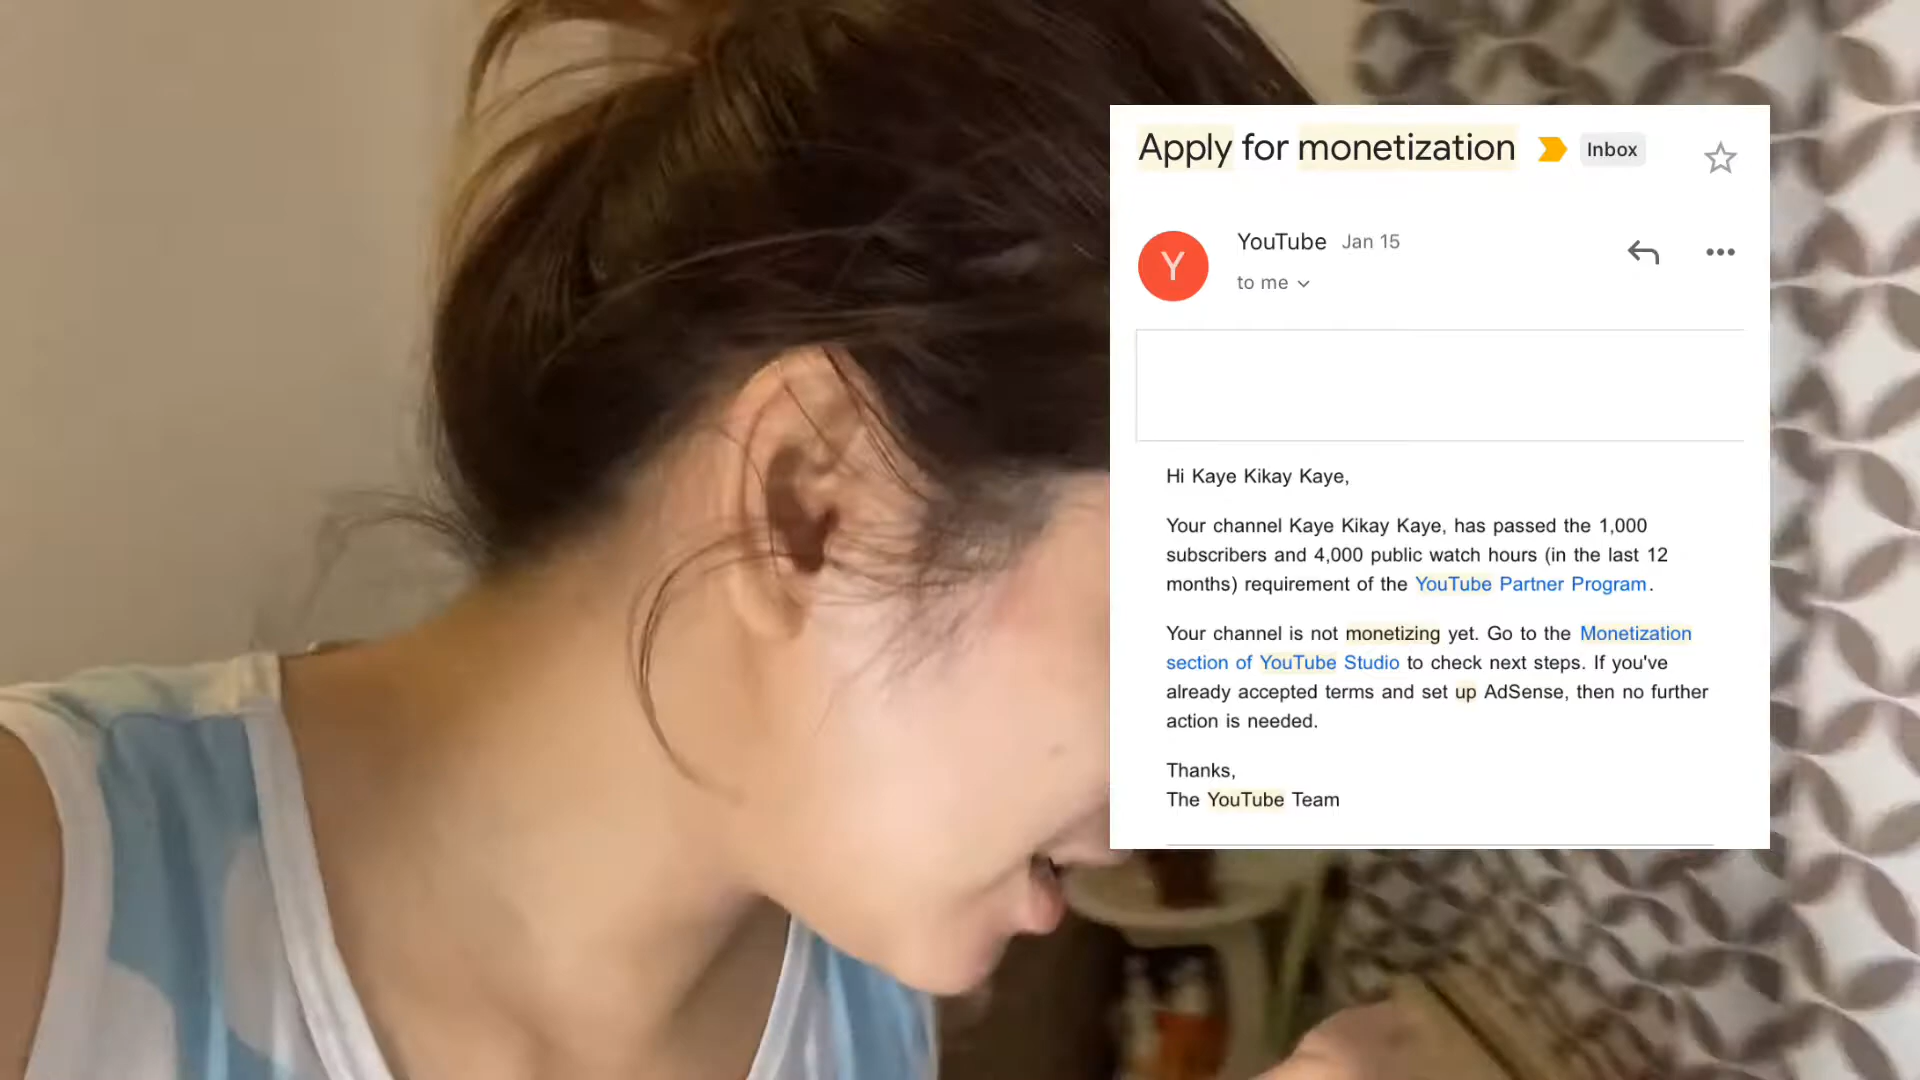 Apply for monetization Inbox
Y
YouTube Jan 15
to me
Hi Kaye Kikay Kaye,
Your channel Kaye Kikay Kaye, has passed the 1,000
subscribers and 4,000 public watch hours (in the last 12
months) requirement of the YouTube Partner Program.
Your channel is not monetizing yet. Go to the Monetization
section of YouTube Studio to check next steps. If you've
already accepted terms and set up AdSense, then no further
action is needed.
Thanks,
The YouTube Team